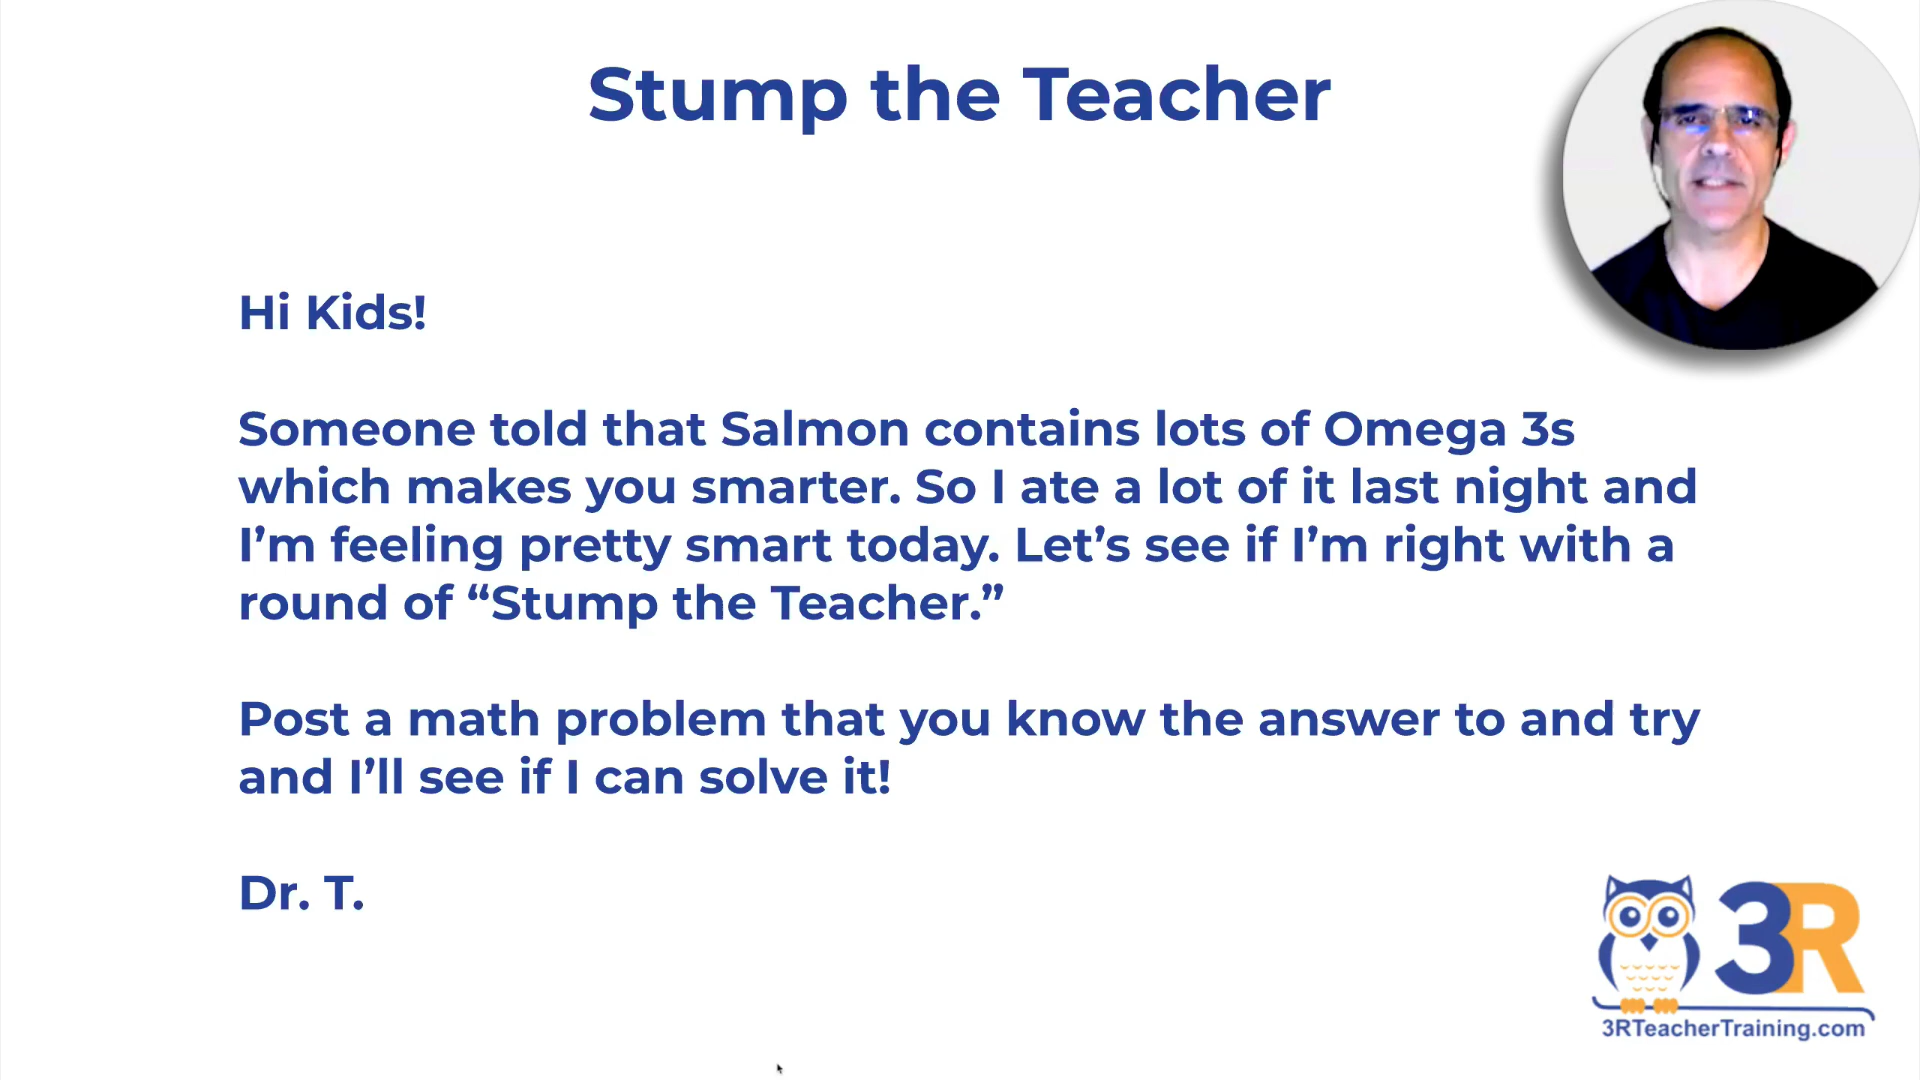 Stump the Teacher
Hi Kids!
Someone told that Salmon contains lots of Omega 3s
which makes you smarter. So I ate a lot of it last night and
I’m feeling pretty smart today. Let’s see if I’m right with a
round of “Stump the Teacher.”
Post a math problem that you know the answer to and try
and I’ll see if I can solve it!
Dr. T.
3R
3RTeacherTraining.com